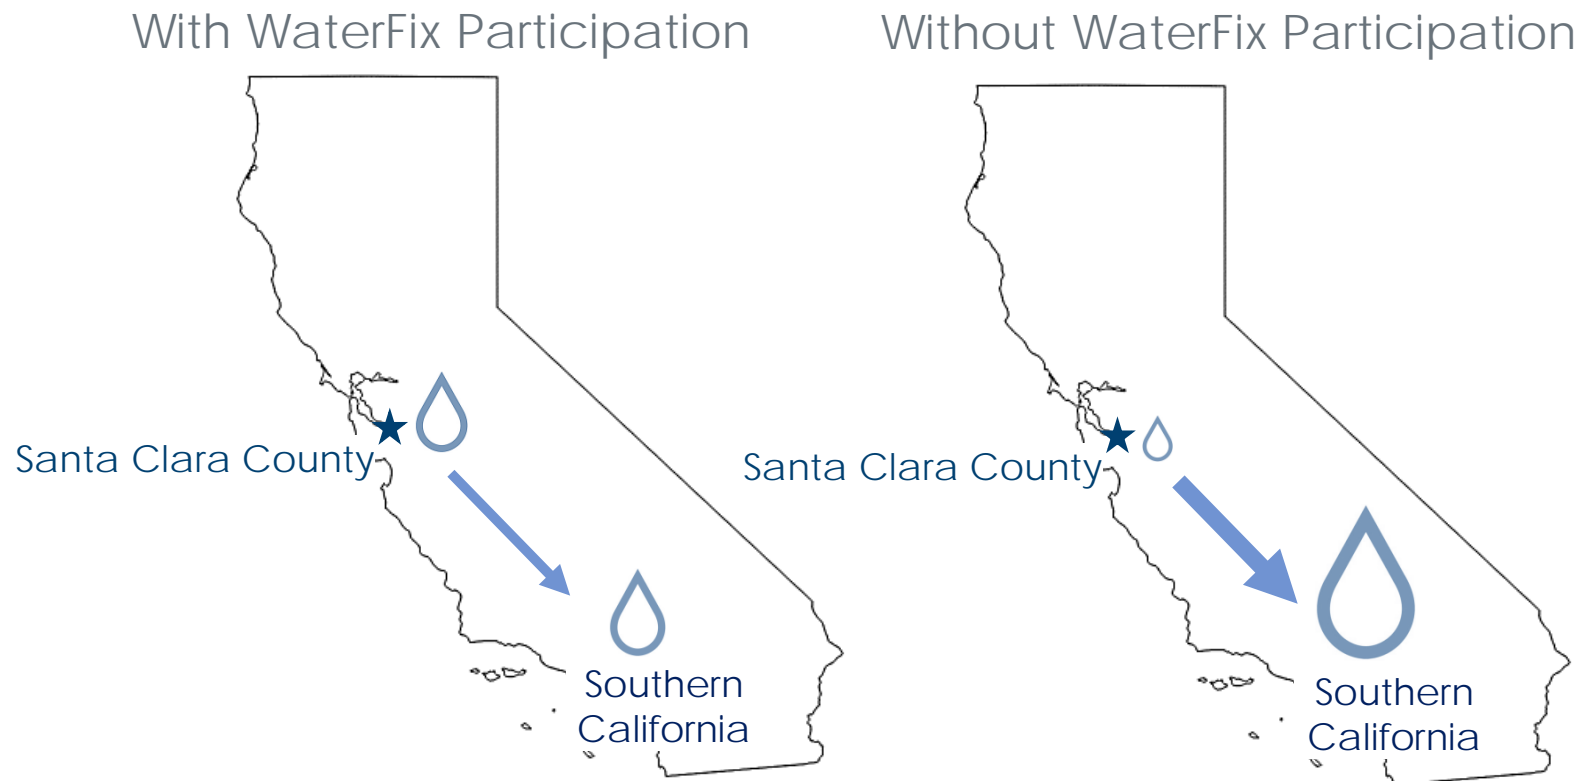 With WaterFix Participation
Without WaterFix Participation
Santa Clara County
Southern
California
Santa Clara County
Southern
California